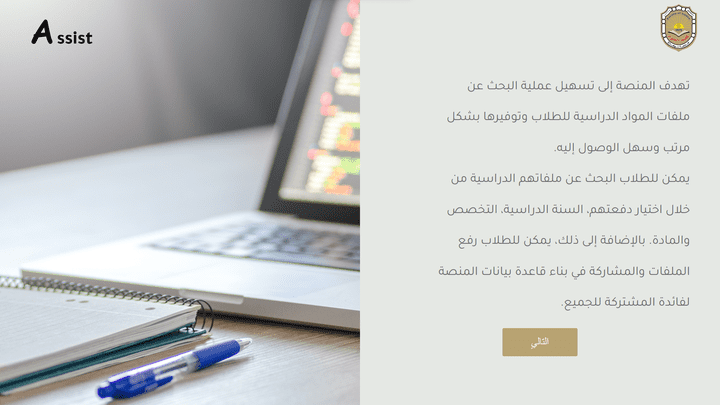 Assist
تهدف المنصة إلى تسهيل عملية البحث عن
ملفات المواد الدراسية للطلاب وتوفيرها بشكل
مرتب وسهل الوصول إليه.
يمكن للطلاب البحث عن ملفاتهم الدراسية من
خلال اختيار دفعتهم، السنة الدراسية، التخصص
والمادة. بالإضافة إلى ذلك، يمكن للطلاب رفع
الملفات والمشاركة في بناء قاعدة بيانات المنصة
لفائدة المشتركة للجميع.
التالي